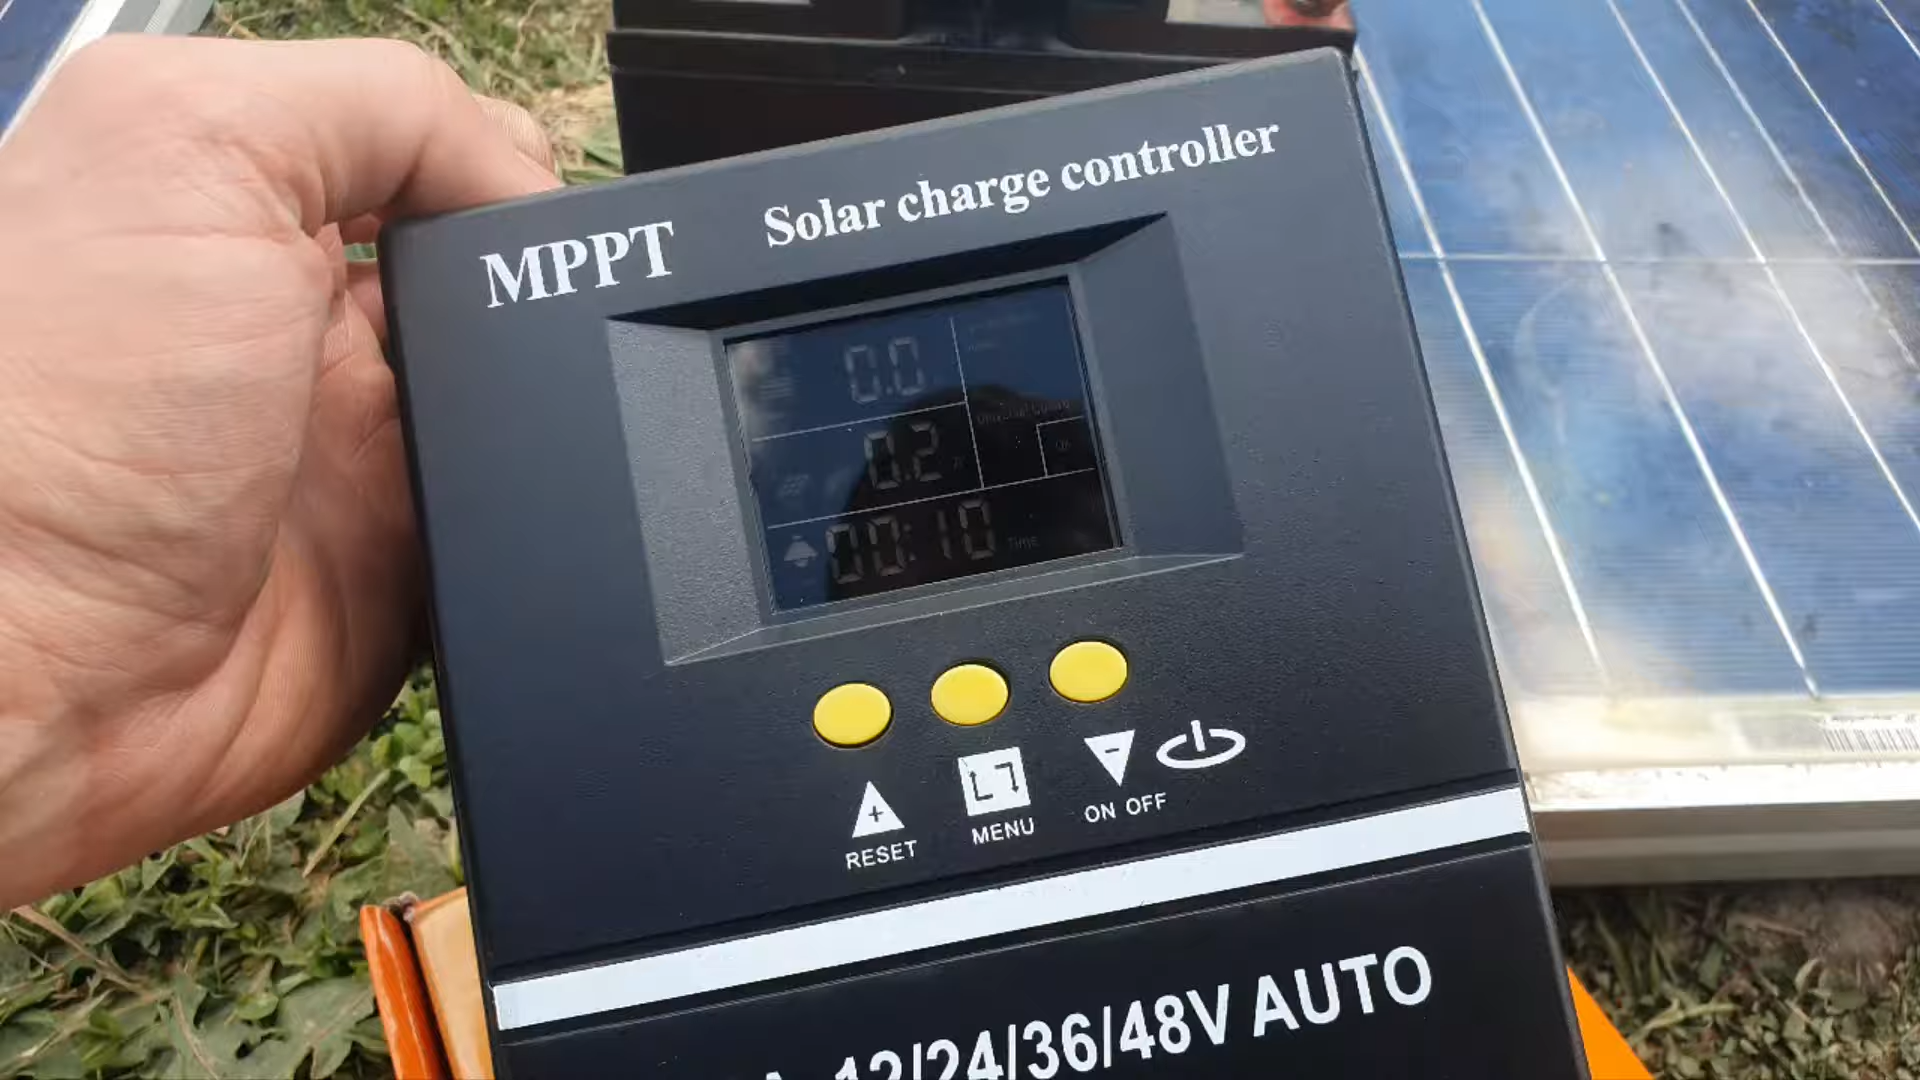 MPPT Solar charge controller
0.0
0.2
00:10 Time
+
-
RESET MENU ON OFF
12/24/36/48V AUTO